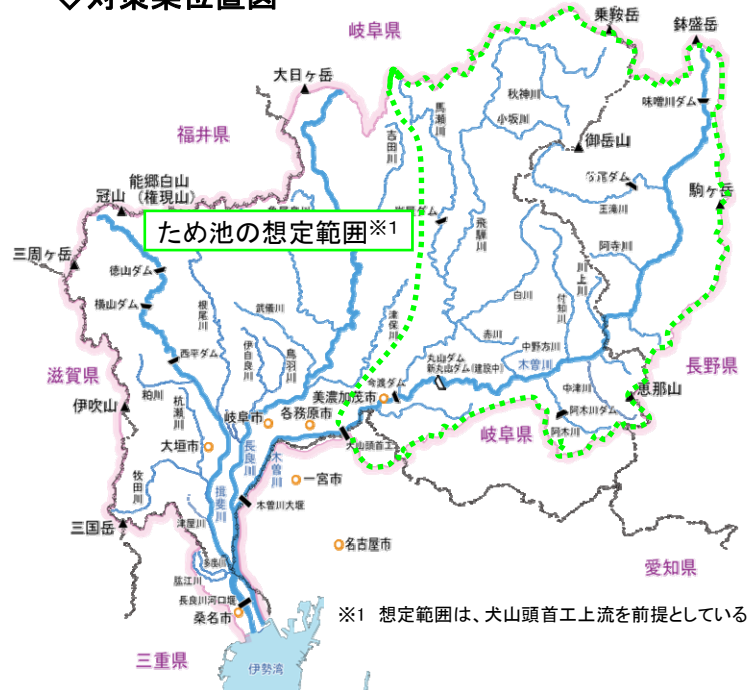 ◇対策案位置図
岐阜県
乗鞍岳
鉢盛岳
大日ヶ岳
味噌川ダム
秋神川
馬瀬川
小坂川
吉田川
福井県
御岳山
能郷白山
(権現山)
冠山
駒ヶ岳
王滝川
ため池の想定範囲※1
飛騨川
阿寺川
三周ヶ岳
徳山ダム
川上川
横山ダム
白川
付知川
根尾川
武儀川
津保川
赤川
伊自良川
鳥羽川
中野方川
西平ダム
丸山ダム
新丸山ダム(建設中)
木曽川
滋賀県
長野県
粕川
今渡ダム
中津川
恵那山
杭瀬川
美濃加茂市
伊吹山
岐阜市
各務原市
阿木川ダム
岐阜県
阿木川
犬山頭首工
大垣市
長良川
木曽川
牧田川
一宮市
揖斐川
木曽川大堰
三国岳
津屋川
名古屋市
多度川
愛知県
肱江川
長良川河口堰
桑名市
※1 想定範囲は、犬山頭首工上流を前提としている
三重県
伊勢湾